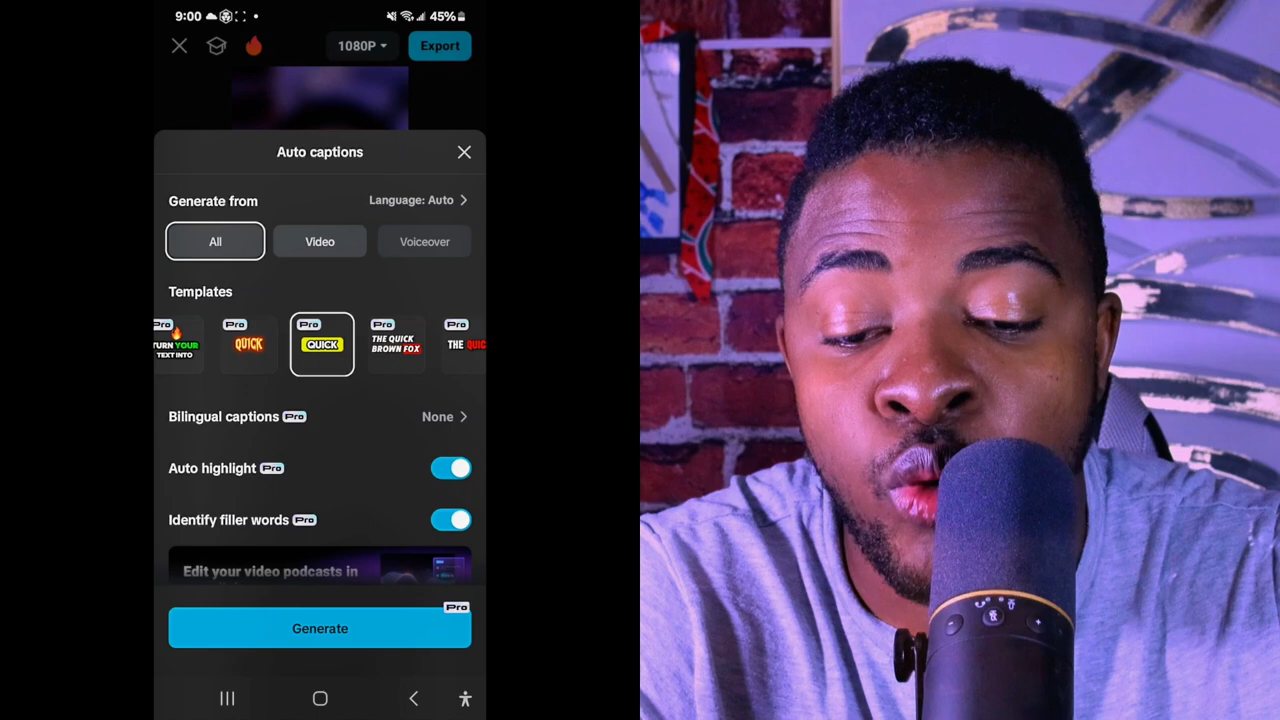 9:00 45%
1080P Export
Auto captions
Generate from Language: Auto
All Video Voiceover
Templates
Pro Pro Pro Pro Pro
TURN YOUR
TEXT INTO
QUICK
QUICK
THE QUICK
BROWN FOX
THE QUIC
Bilingual captions Pro None
Auto highlight Pro
Identify filler words Pro
Edit your video podcasts in
Pro
Generate